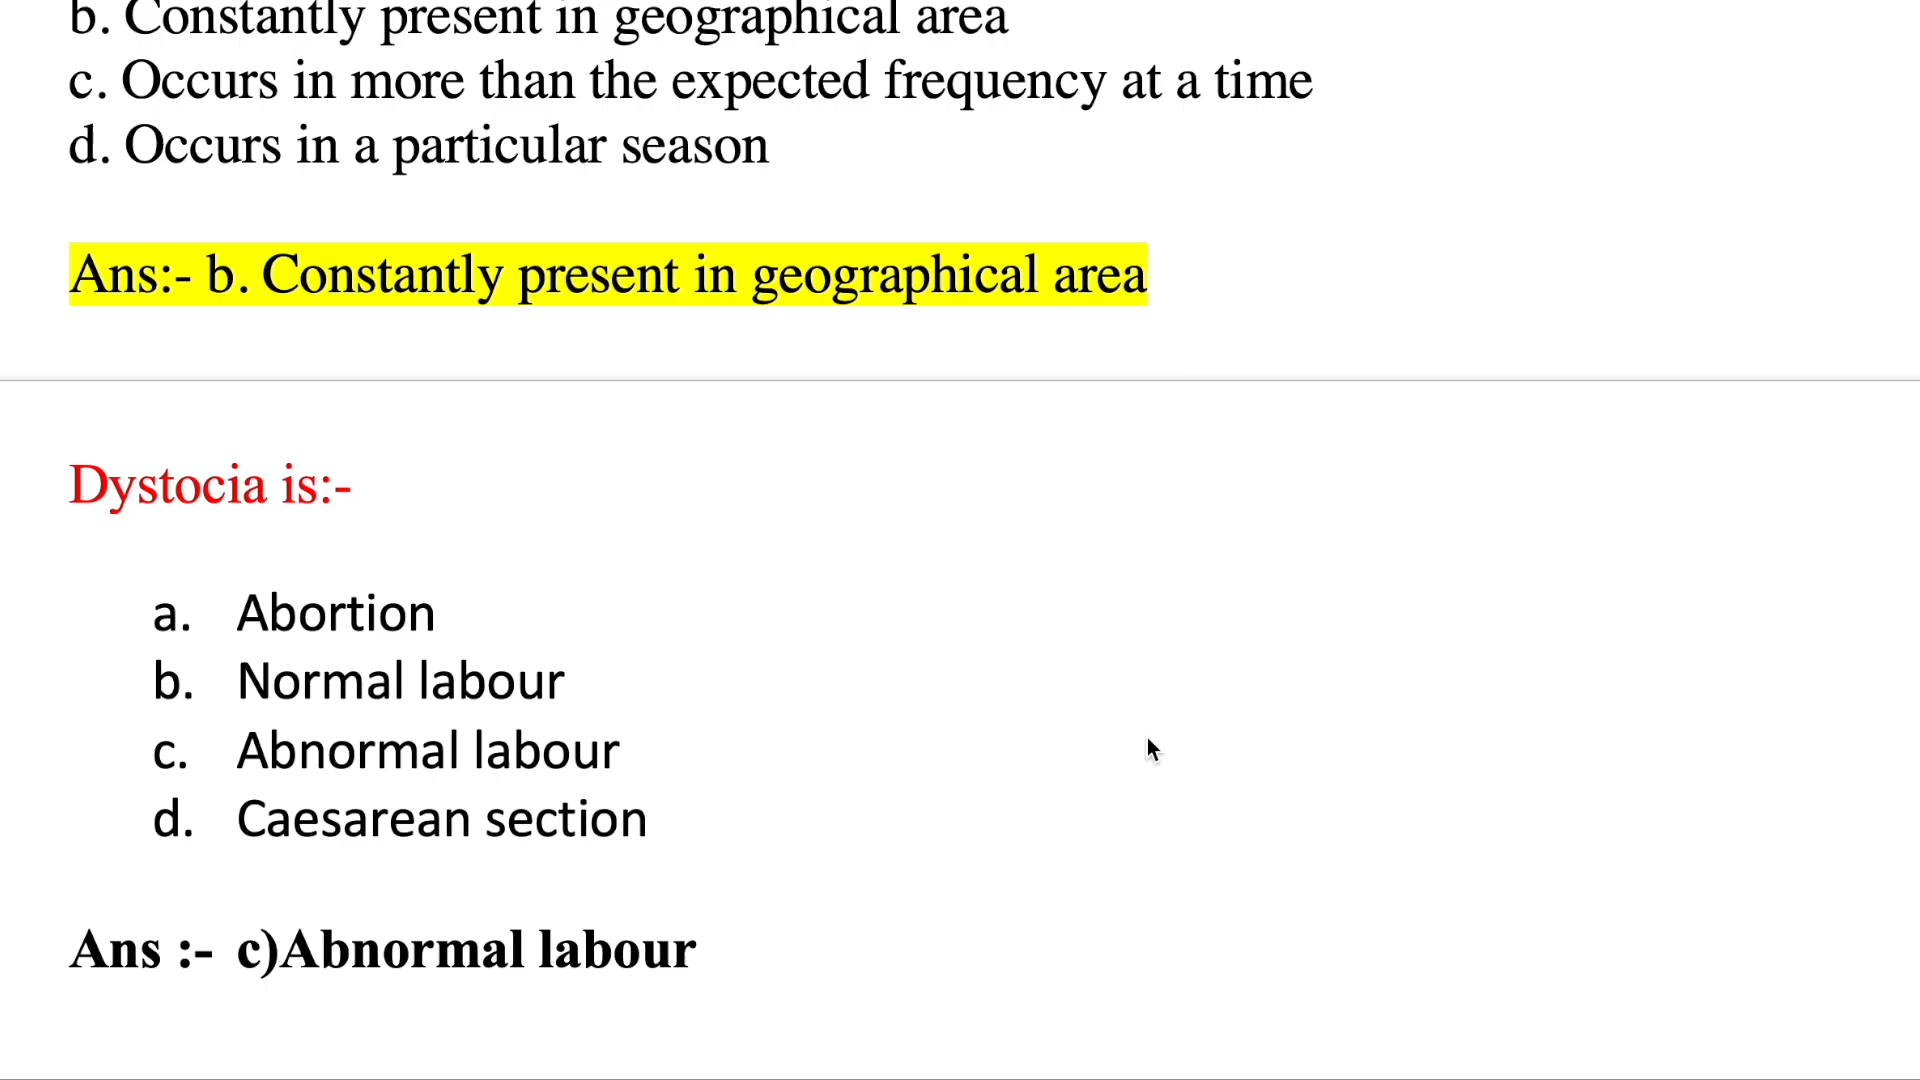 b. Constantly present in geographical area
c. Occurs in more than the expected frequency at a time
d. Occurs in a particular season
Ans:- b. Constantly present in geographical area
Dystocia is:-
a. Abortion
b. Normal labour
c. Abnormal labour
d. Caesarean section
Ans :- c)Abnormal labour